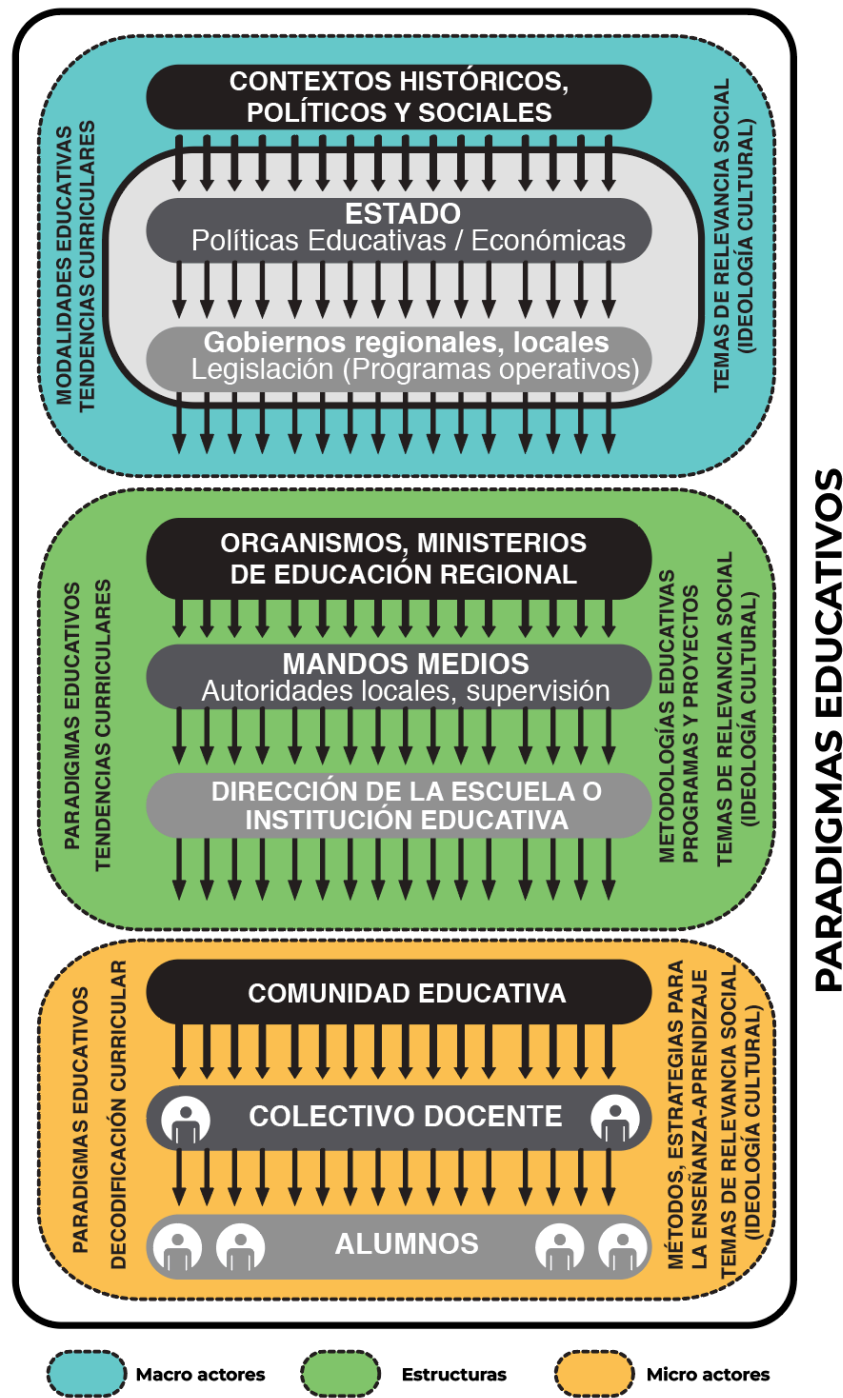 CONTEXTOS HISTÓRICOS,
POLÍTICOS Y SOCIALES
ESTADO
Políticas Educativas / Económicas
Gobiernos regionales, locales
Legislación (Programas operativos)
MODALIDADES EDUCATIVAS
TENDENCIAS CURRICULARES
TEMAS DE RELEVANCIA SOCIAL
(IDEOLOGÍA CULTURAL)
ORGANISMOS, MINISTERIOS
DE EDUCACIÓN REGIONAL
MANDOS MEDIOS
Autoridades locales, supervisión
DIRECCIÓN DE LA ESCUELA O
INSTITUCIÓN EDUCATIVA
PARADIGMAS EDUCATIVOS
TENDENCIAS CURRICULARES
METODOLOGÍAS EDUCATIVAS
PROGRAMAS Y PROYECTOS
TEMAS DE RELEVANCIA SOCIAL
(IDEOLOGÍA CULTURAL)
COMUNIDAD EDUCATIVA
COLECTIVO DOCENTE
ALUMNOS
PARADIGMAS EDUCATIVOS
DECODIFICACIÓN CURRICULAR
MÉTODOS, ESTRATEGIAS PARA
LA ENSEÑANZA-APRENDIZAJE
TEMAS DE RELEVANCIA SOCIAL
(IDEOLOGÍA CULTURAL)
PARADIGMAS EDUCATIVOS
Macro actores
Estructuras
Micro actores